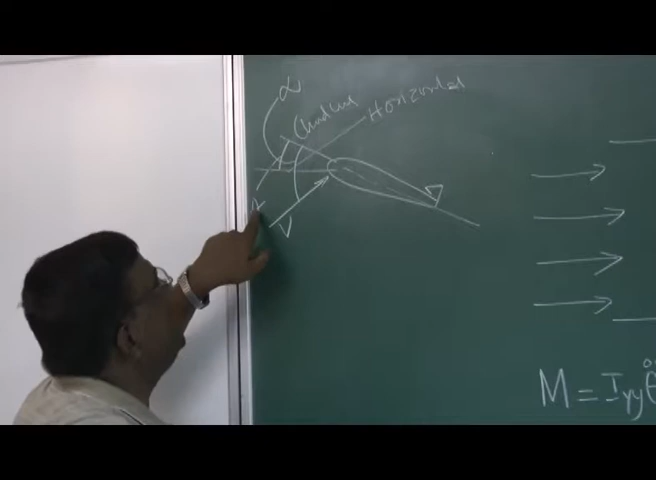 α
Chord Line
Horizontal
V
M = Iyy θ̈